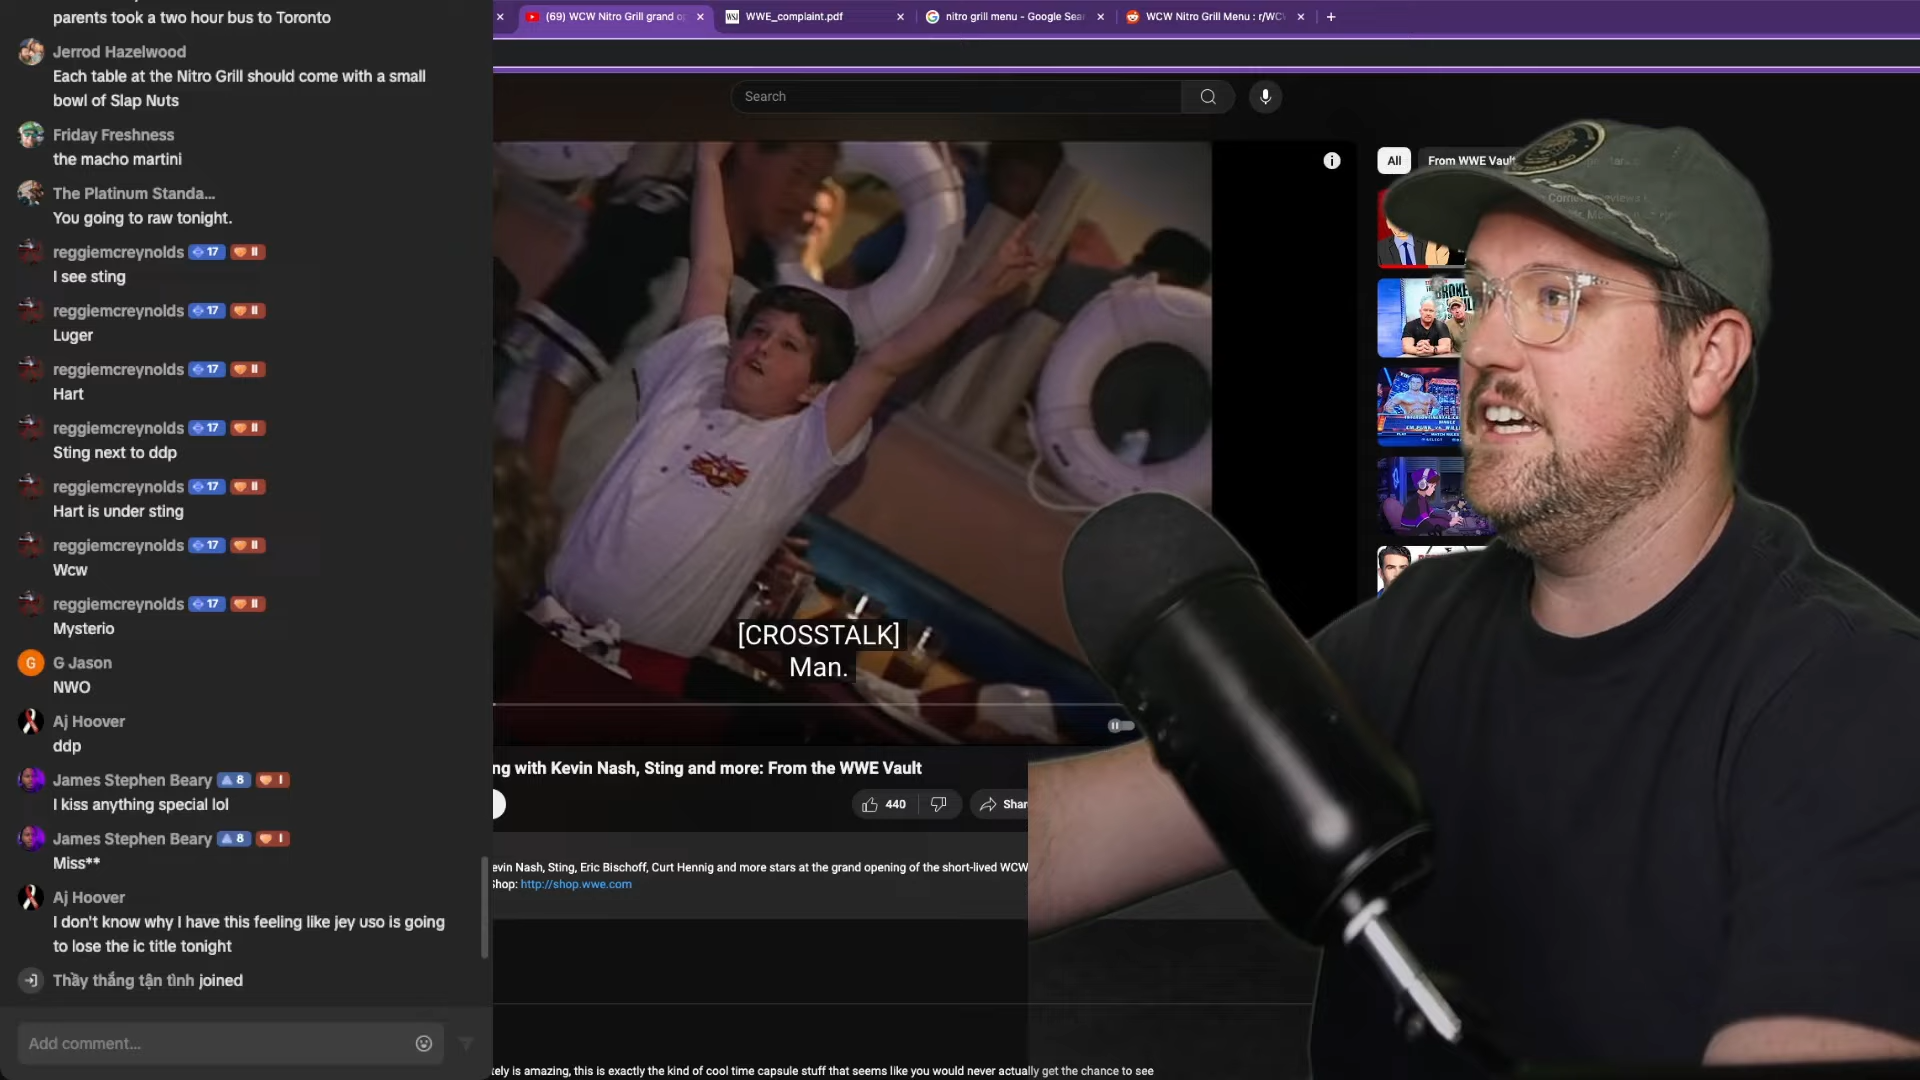 parents took a two hour bus to Toronto
Jerrod Hazelwood
Each table at the Nitro Grill should come with a small
bowl of Slap Nuts
Friday Freshness
the macho martini
The Platinum Standa...
You going to raw tonight.
reggiemcreynolds 17 II
I see sting
reggiemcreynolds 17 II
Luger
reggiemcreynolds 17 II
Hart
reggiemcreynolds 17 II
Sting next to ddp
reggiemcreynolds 17 II
Hart is under sting
reggiemcreynolds 17 II
Wcw
reggiemcreynolds 17 II
Mysterio
G
G Jason
NWO
Aj Hoover
ddp
James Stephen Beary 8 I
I kiss anything special lol
James Stephen Beary 8 I
Miss**
Aj Hoover
I don't know why I have this feeling like jey uso is going
to lose the ic title tonight
Thầy thắng tận tình joined
Add comment...
(69) WCW Nitro Grill grand o
WSJ WWE_complaint.pdf
nitro grill menu - Google Sear
WCW Nitro Grill Menu : r/WC
Search
All
From WWE Vault
[CROSSTALK]
Man.
ng with Kevin Nash, Sting and more: From the WWE Vault
440
Shar
evin Nash, Sting, Eric Bischoff, Curt Hennig and more stars at the grand opening of the short-lived WCW
Shop: http://shop.wwe.com
tely is amazing, this is exactly the kind of cool time capsule stuff that seems like you would never actually get the chance to see